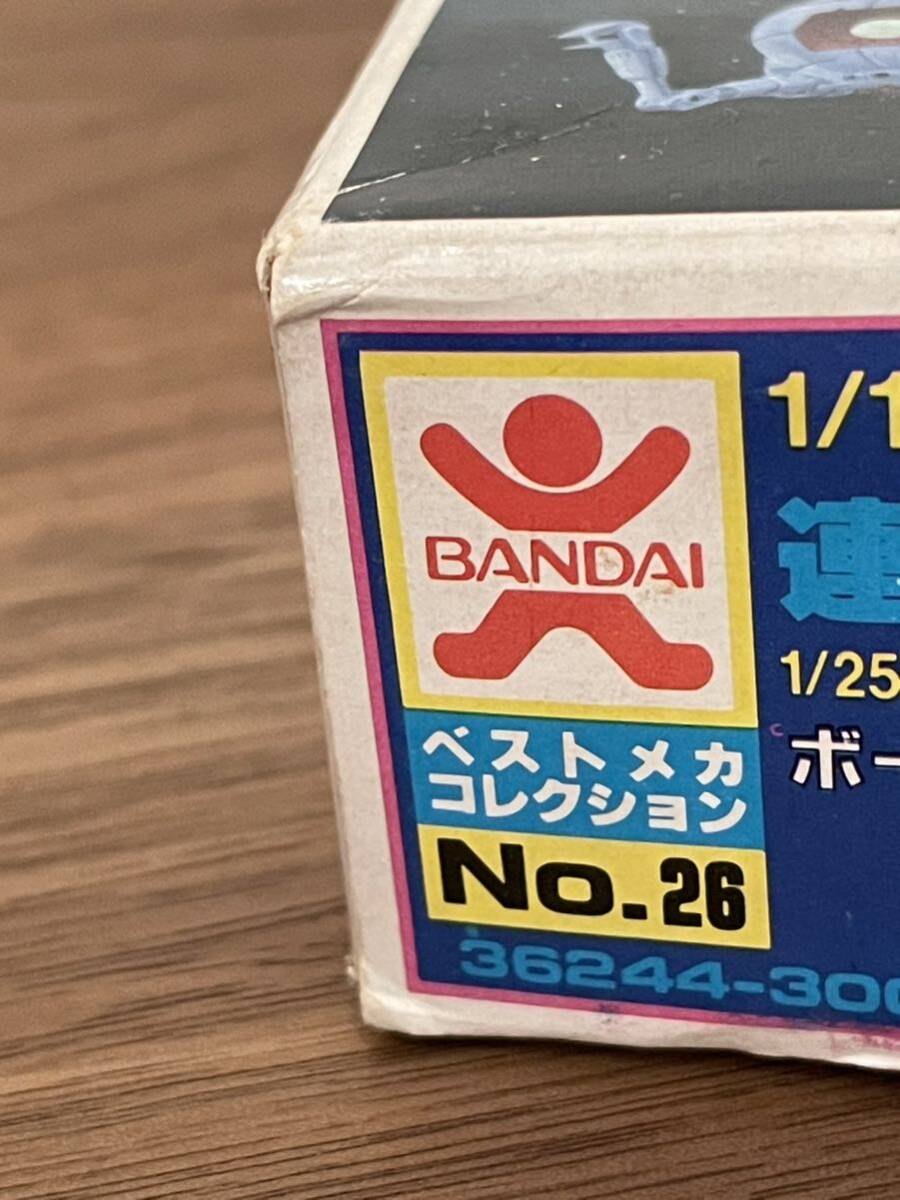 BANDAI
ベストメカ
コレクション
No.26
36244-300
1/1
連
1/25
ボー